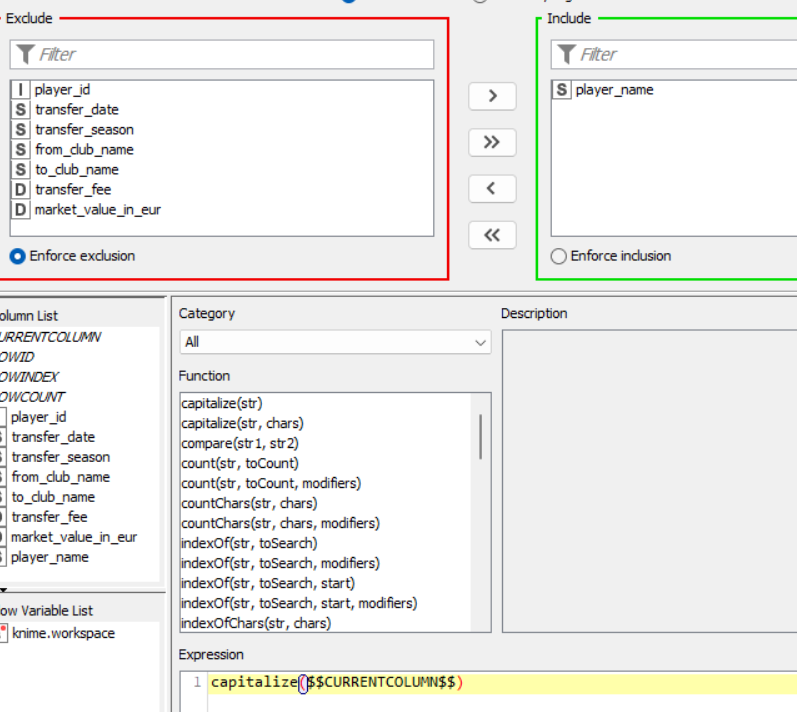 Exclude
Include
Filter
Filter
I player_id
S transfer_date
S transfer_season
S from_club_name
S to_club_name
D transfer_fee
D market_value_in_eur
S player_name
>
>>
<
<<
Enforce exclusion
Enforce inclusion
olumn List
URRENTCOLUMN
OWID
OWINDEX
OWCOUNT
player_id
transfer_date
transfer_season
from_club_name
to_club_name
transfer_fee
market_value_in_eur
player_name
ow Variable List
knime.workspace
Category
All
Function
capitalize(str)
capitalize(str, chars)
compare(str1, str2)
count(str, toCount)
count(str, toCount, modifiers)
countChars(str, chars)
countChars(str, chars, modifiers)
indexOf(str, toSearch)
indexOf(str, toSearch, modifiers)
indexOf(str, toSearch, start)
indexOf(str, toSearch, start, modifiers)
indexOfChars(str, chars)
Description
Expression
1 capitalize($$CURRENTCOLUMN$$)